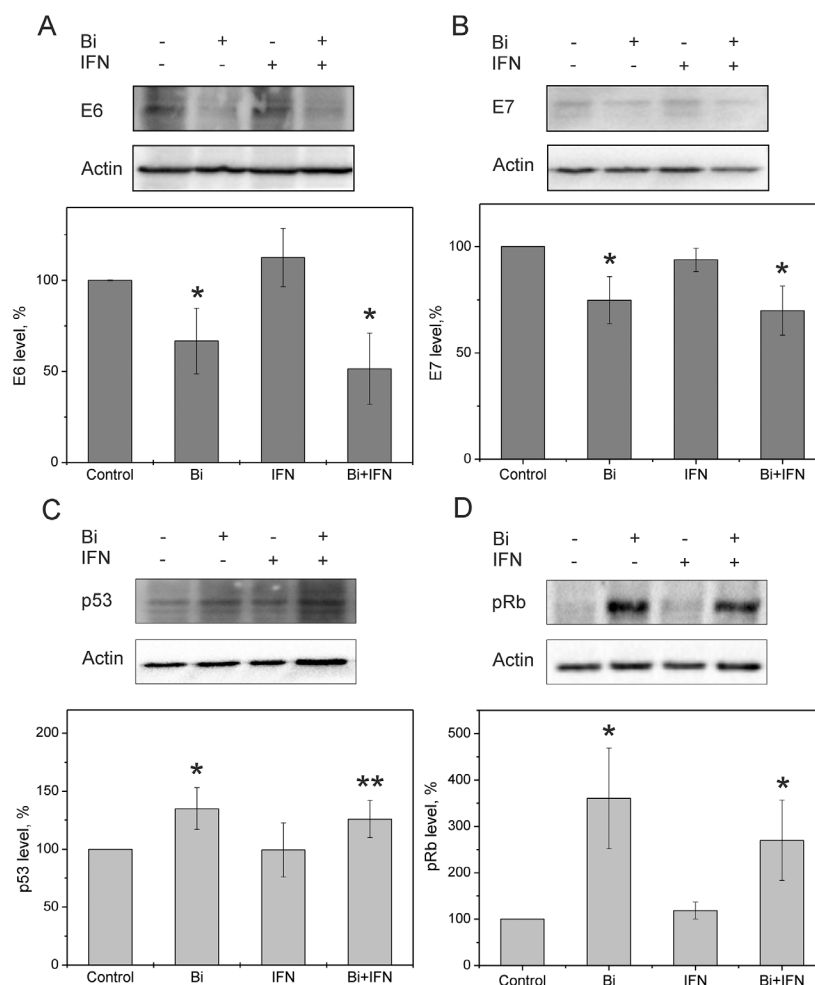 A
Bi - + - +
IFN - - + +
E6
Actin
E6 level, %
100
50
0
Control Bi IFN Bi+IFN
*
*
B
Bi - + - +
IFN - - + +
E7
Actin
E7 level,%
100
50
0
Control Bi IFN Bi+IFN
*
*
C
Bi - + - +
IFN - - + +
p53
Actin
p53 level, %
200
150
100
50
0
Control Bi IFN Bi+IFN
*
**
D
Bi - + - +
IFN - - + +
pRb
Actin
pRb level, %
500
400
300
200
100
0
Control Bi IFN Bi+IFN
*
*